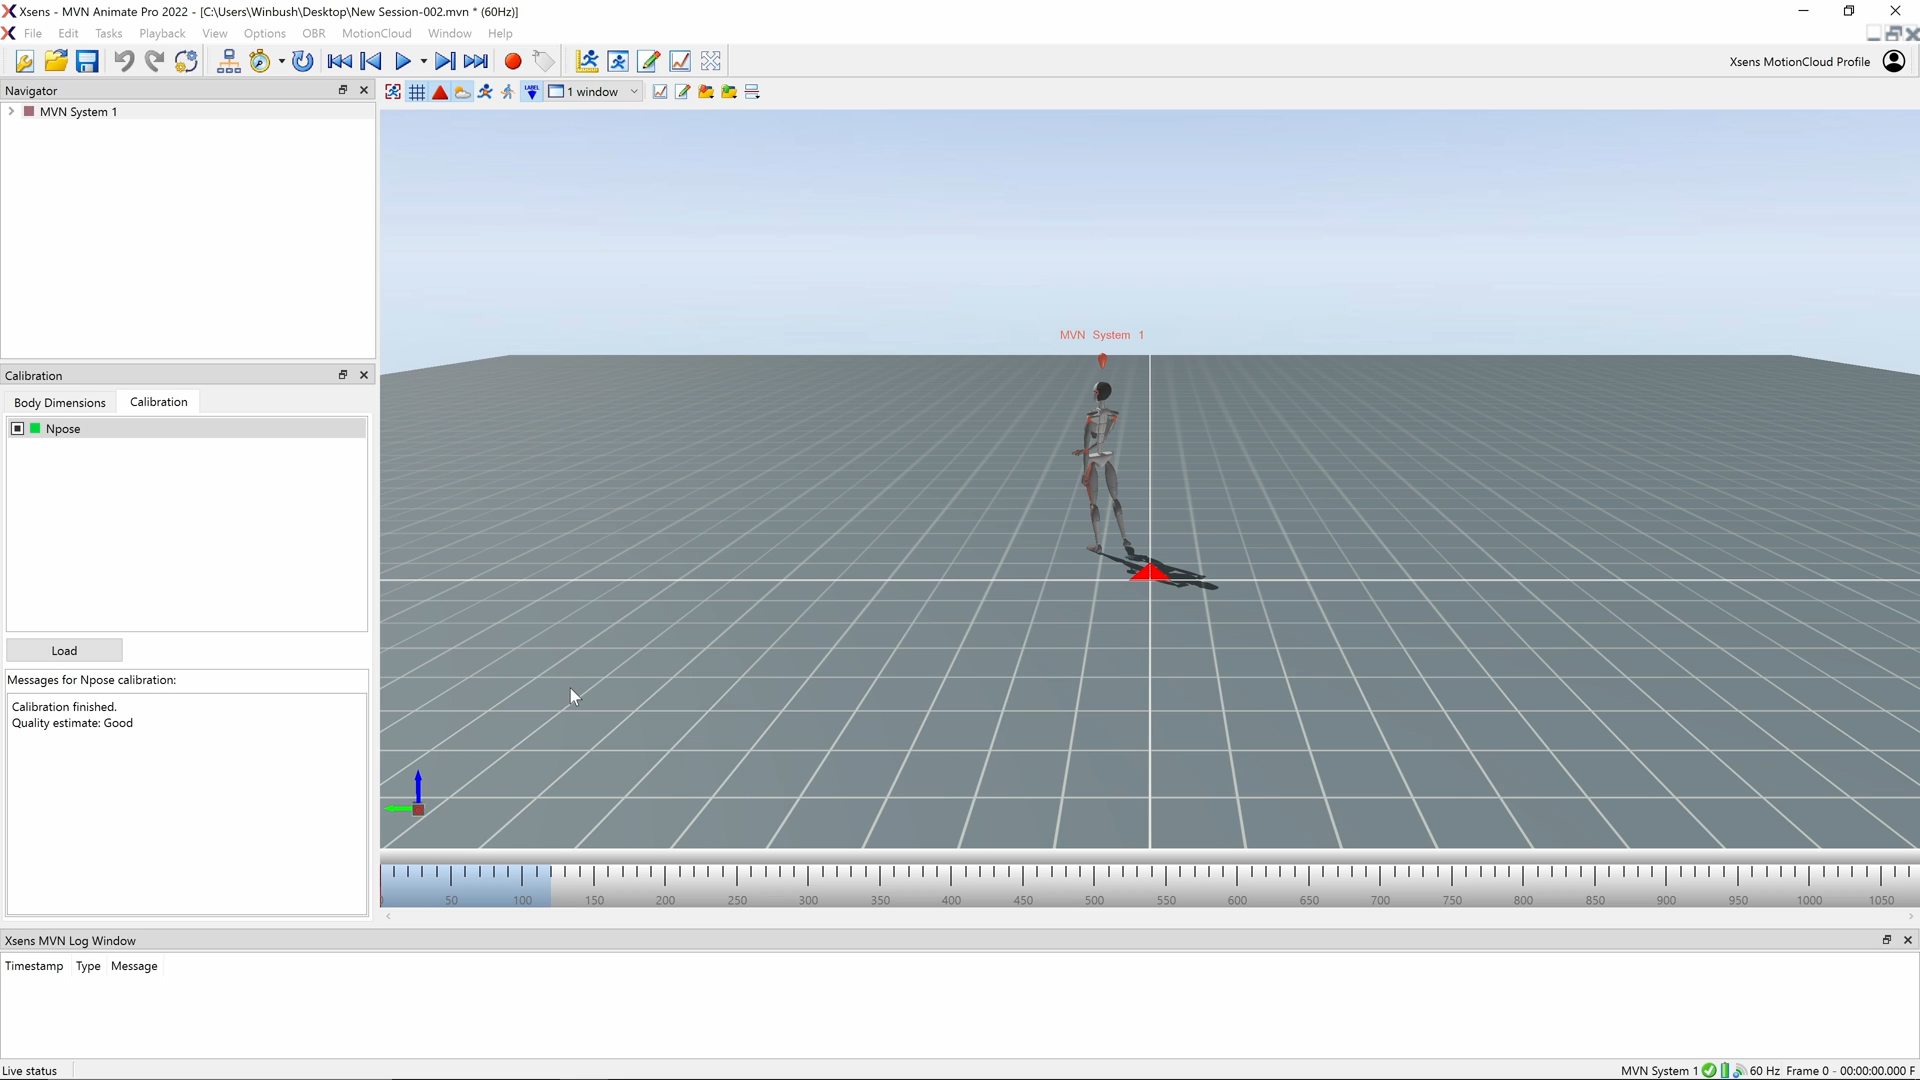 Xsens - MVN Animate Pro 2022 - [C:\Users\Winbush\Desktop\New Session-002.mvn * (60Hz)]
File Edit Tasks Playback View Options OBR MotionCloud Window Help
Xsens MotionCloud Profile
Navigator
LABEL
1 window
MVN System 1
MVN System 1
Calibration
Body Dimensions Calibration
Npose
Load
Messages for Npose calibration:
Calibration finished.
Quality estimate: Good
50 100 150 200 250 300 350 400 450 500 550 600 650 700 750 800 850 900 950 1000 1050
Xsens MVN Log Window
Timestamp Type Message
Live status
MVN System 1 60 Hz Frame 0 - 00:00:00.000 F